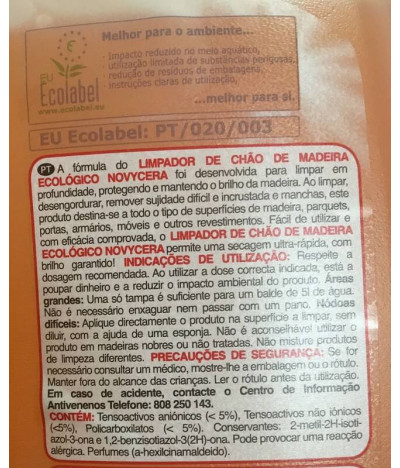 Melhor para o ambiente...
- Impacto reduzido no meio aquático,
utilização limitada de substâncias perigosas,
redução de resíduos de embalagens,
instruções claras de utilização,
...melhor para si.
EU
Ecolabel
www.ecolabel.eu
EU Ecolabel: PT/020/003
PT A fórmula do LIMPADOR DE CHÃO DE MADEIRA
ECOLÓGICO NOVYCERA foi desenvolvida para limpar em
profundidade, protegendo e mantendo o brilho da madeira. Ao limpar,
desengordurar, remover sujidade difícil e incrustada e manchas, este
produto destina-se a todo o tipo de superfícies de madeira, parquets,
portas, armários, móveis e outros revestimentos. Fácil de utilizar e
com eficácia comprovada, o LIMPADOR DE CHÃO DE MADEIRA
ECOLÓGICO NOVYCERA permite uma secagem ultra-rápida, com
brilho garantido! INDICAÇÕES DE UTILIZAÇÃO: Respeite a
dosagem recomendada. Ao utilizar a dose correcta indicada, está a
poupar dinheiro e a reduzir o impacto ambiental do produto. Áreas
grandes: Uma só tampa é suficiente para um balde de 5l de água.
Não é necessário enxaguar nem passar com um pano. Nódoas
difíceis: Aplique directamente o produto na superfície a limpar, sem
diluir, com a ajuda de uma esponja. Não é aconselhável utilizar o
produto em madeiras nobres ou não tratadas. Não misture produtos
de limpeza diferentes. PRECAUÇÕES DE SEGURANÇA: Se for
necessário consultar um médico, mostre-lhe a embalagem ou o rótulo.
Manter fora do alcance das crianças. Ler o rótulo antes da utilização.
Em caso de acidente, contacte o Centro de Informação
Antivenenos Telefone: 808 250 143.
CONTÉM: Tensoactivos aniónicos (< 5%), Tensoactivos não iónicos
(<5%), Policarboxilatos (< 5%). Conservantes: 2-metil-2H-isoti-
azol-3-ona e 1,2-benzisotiazol-3(2H)-ona. Pode provocar uma reacção
alérgica. Perfumes (a-hexilcinamaldeido).